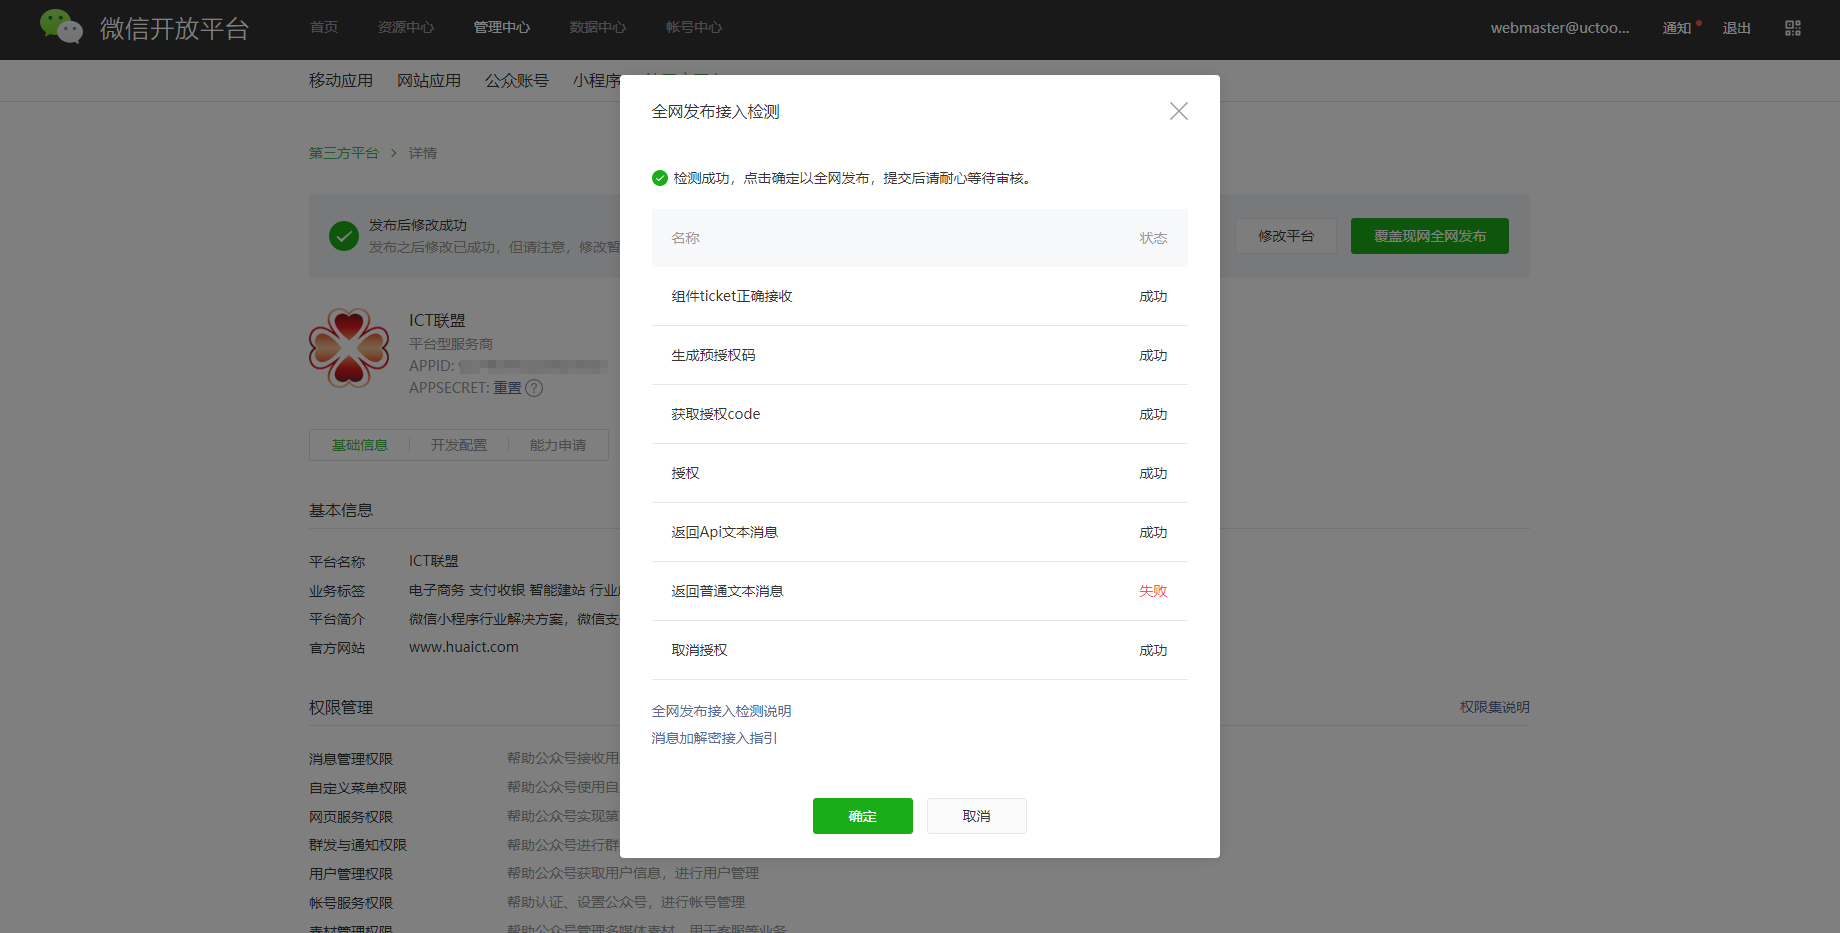 微信开放平台
首页 资源中心 管理中心 数据中心 帐号中心
webmaster@uctoo... 通知 退出
移动应用 网站应用 公众账号 小程序
第三方平台 > 详情
发布后修改成功
发布之后修改已成功，但请注意，修改暂
修改平台 覆盖现网全网发布
ICT联盟
平台型服务商
APPID:
APPSECRET: 重置 ?
基础信息 开发配置 能力申请
基本信息
平台名称 ICT联盟
业务标签 电子商务 支付收银 智能建站 行业
平台简介 微信小程序行业解决方案，微信支
官方网站 www.huaict.com
权限管理 权限集说明
消息管理权限 帮助公众号接收用
自定义菜单权限 帮助公众号使用自
网页服务权限 帮助公众号实现第
群发与通知权限 帮助公众号进行群
用户管理权限 帮助公众号获取用户信息，进行用户管理
帐号服务权限 帮助认证、设置公众号，进行帐号管理
素材管理权限 帮助公众号管理多媒体素材，用于客服等业务
全网发布接入检测
检测成功，点击确定以全网发布，提交后请耐心等待审核。
名称 状态
组件ticket正确接收 成功
生成预授权码 成功
获取授权code 成功
授权 成功
返回Api文本消息 成功
返回普通文本消息 失败
取消授权 成功
全网发布接入检测说明
消息加解密接入指引
确定 取消